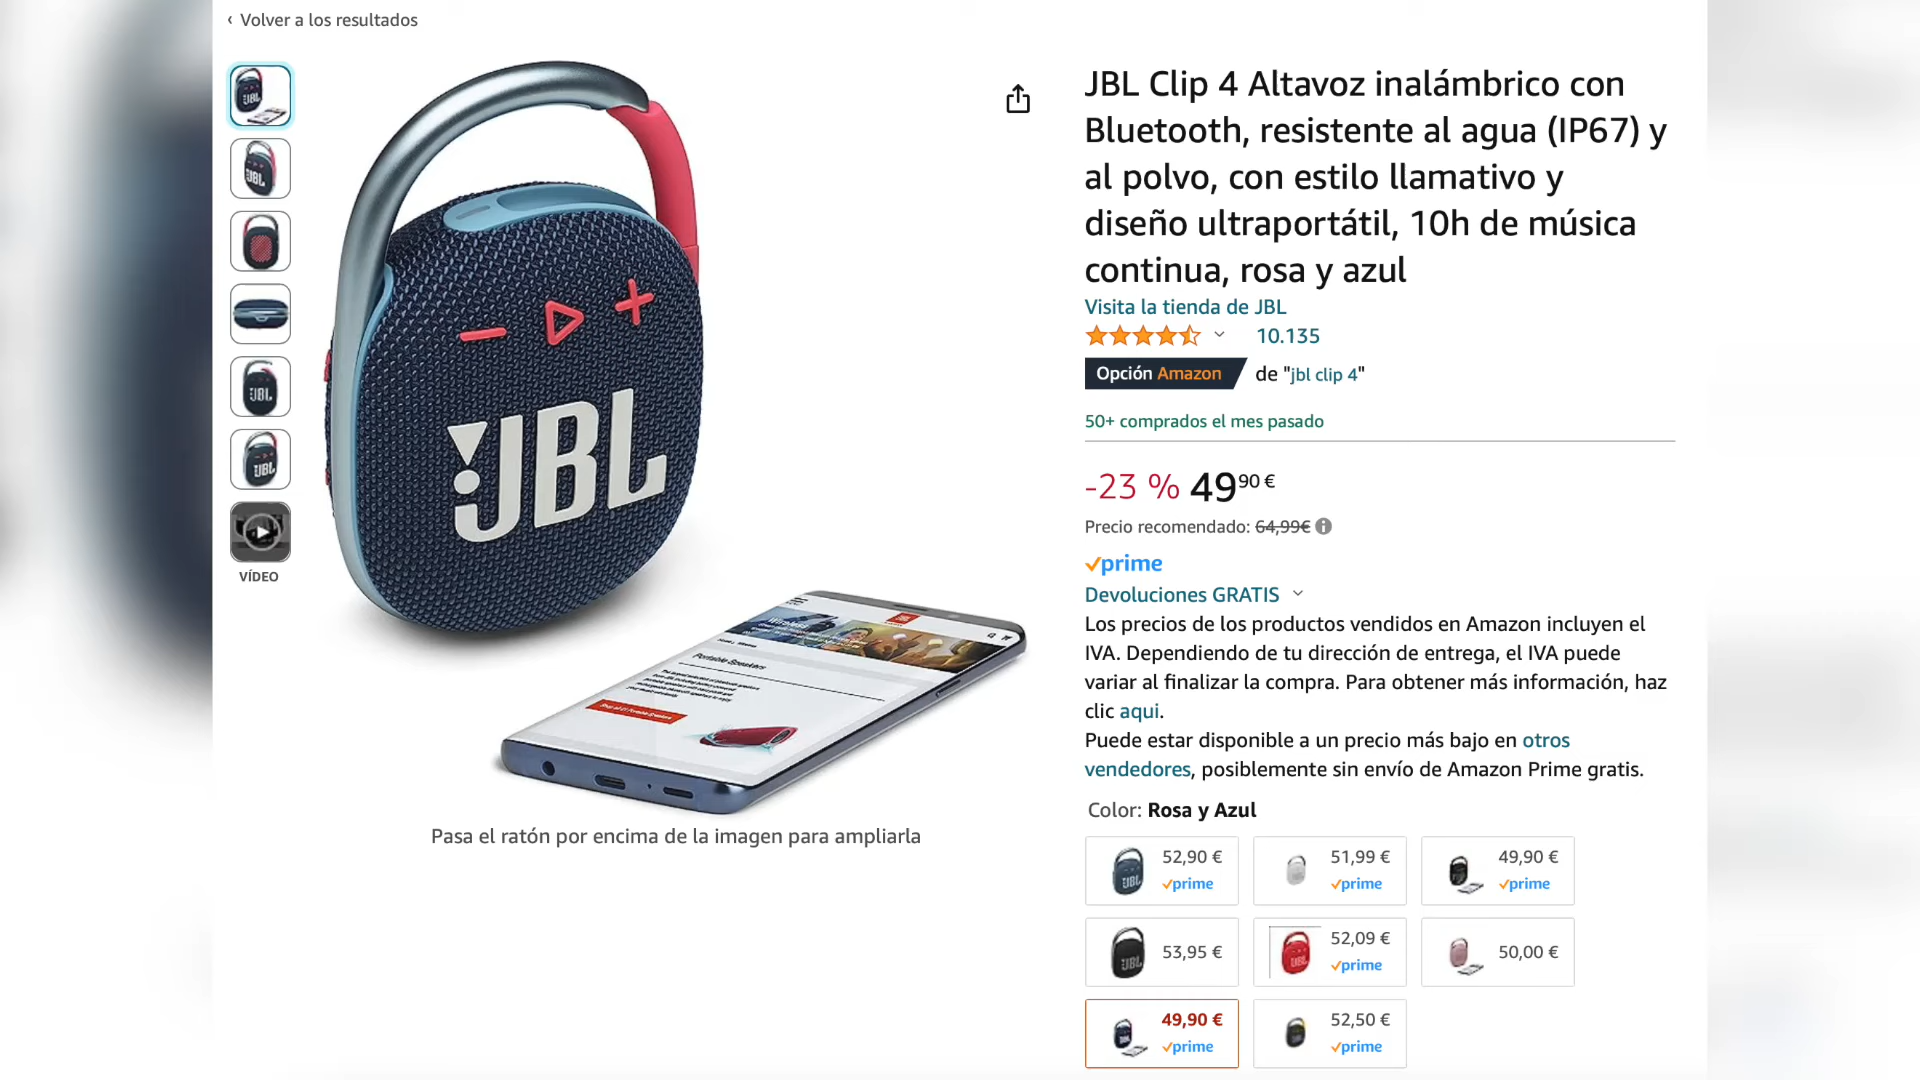 ‹ Volver a los resultados
VÍDEO
JBL
Portable Speakers
Pasa el ratón por encima de la imagen para ampliarla
JBL Clip 4 Altavoz inalámbrico con
Bluetooth, resistente al agua (IP67) y
al polvo, con estilo llamativo y
diseño ultraportátil, 10h de música
continua, rosa y azul
Visita la tienda de JBL
10.135
Opción Amazon de "jbl clip 4"
50+ comprados el mes pasado
-23 % 49 90 €
Precio recomendado: 64,99€
prime
Devoluciones GRATIS
Los precios de los productos vendidos en Amazon incluyen el
IVA. Dependiendo de tu dirección de entrega, el IVA puede
variar al finalizar la compra. Para obtener más información, haz
clic aqui.
Puede estar disponible a un precio más bajo en otros
vendedores, posiblemente sin envío de Amazon Prime gratis.
Color: Rosa y Azul
JBL 52,90 € 51,99 € 49,90 €
prime prime prime
JBL 53,95 € JBL 52,09 € 50,00 €
prime
49,90 € 52,50 €
prime prime